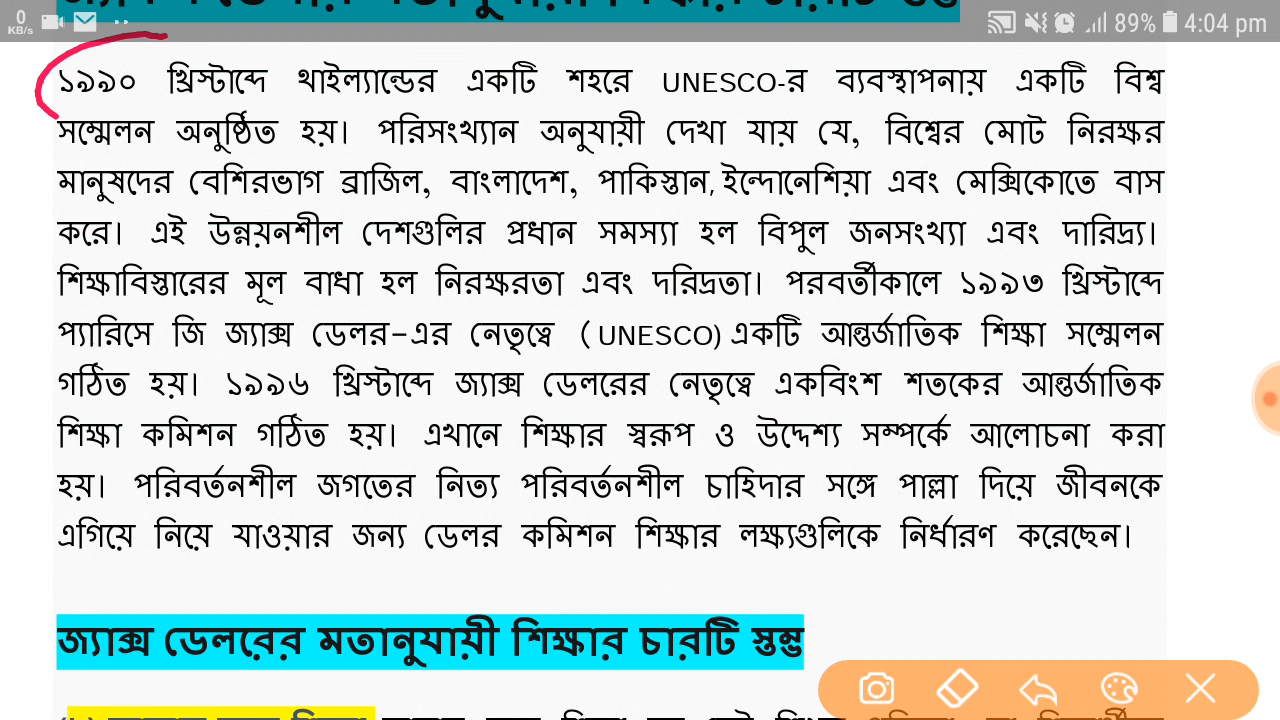 0 KB/s 89% 4:04 pm
১৯৯০ খ্রিস্টাব্দে থাইল্যান্ডের একটি শহরে UNESCO-র ব্যবস্থাপনায় একটি বিশ্ব
সম্মেলন অনুষ্ঠিত হয়। পরিসংখ্যান অনুযায়ী দেখা যায় যে, বিশ্বের মোট নিরক্ষর
মানুষদের বেশিরভাগ ব্রাজিল, বাংলাদেশ, পাকিস্তান, ইন্দোনেশিয়া এবং মেক্সিকোতে বাস
করে। এই উন্নয়নশীল দেশগুলির প্রধান সমস্যা হল বিপুল জনসংখ্যা এবং দারিদ্র্য।
শিক্ষাবিস্তারের মূল বাধা হল নিরক্ষরতা এবং দরিদ্রতা। পরবর্তীকালে ১৯৯৩ খ্রিস্টাব্দে
প্যারিসে জি জ্যাক্স ডেলর–এর নেতৃত্বে ( UNESCO) একটি আন্তর্জাতিক শিক্ষা সম্মেলন
গঠিত হয়। ১৯৯৬ খ্রিস্টাব্দে জ্যাক্স ডেলরের নেতৃত্বে একবিংশ শতকের আন্তর্জাতিক
শিক্ষা কমিশন গঠিত হয়। এখানে শিক্ষার স্বরূপ ও উদ্দেশ্য সম্পর্কে আলোচনা করা
হয়। পরিবর্তনশীল জগতের নিত্য পরিবর্তনশীল চাহিদার সঙ্গে পাল্লা দিয়ে জীবনকে
এগিয়ে নিয়ে যাওয়ার জন্য ডেলর কমিশন শিক্ষার লক্ষ্যগুলিকে নির্ধারণ করেছেন।
জ্যাক্স ডেলরের মতানুযায়ী শিক্ষার চারটি স্তম্ভ